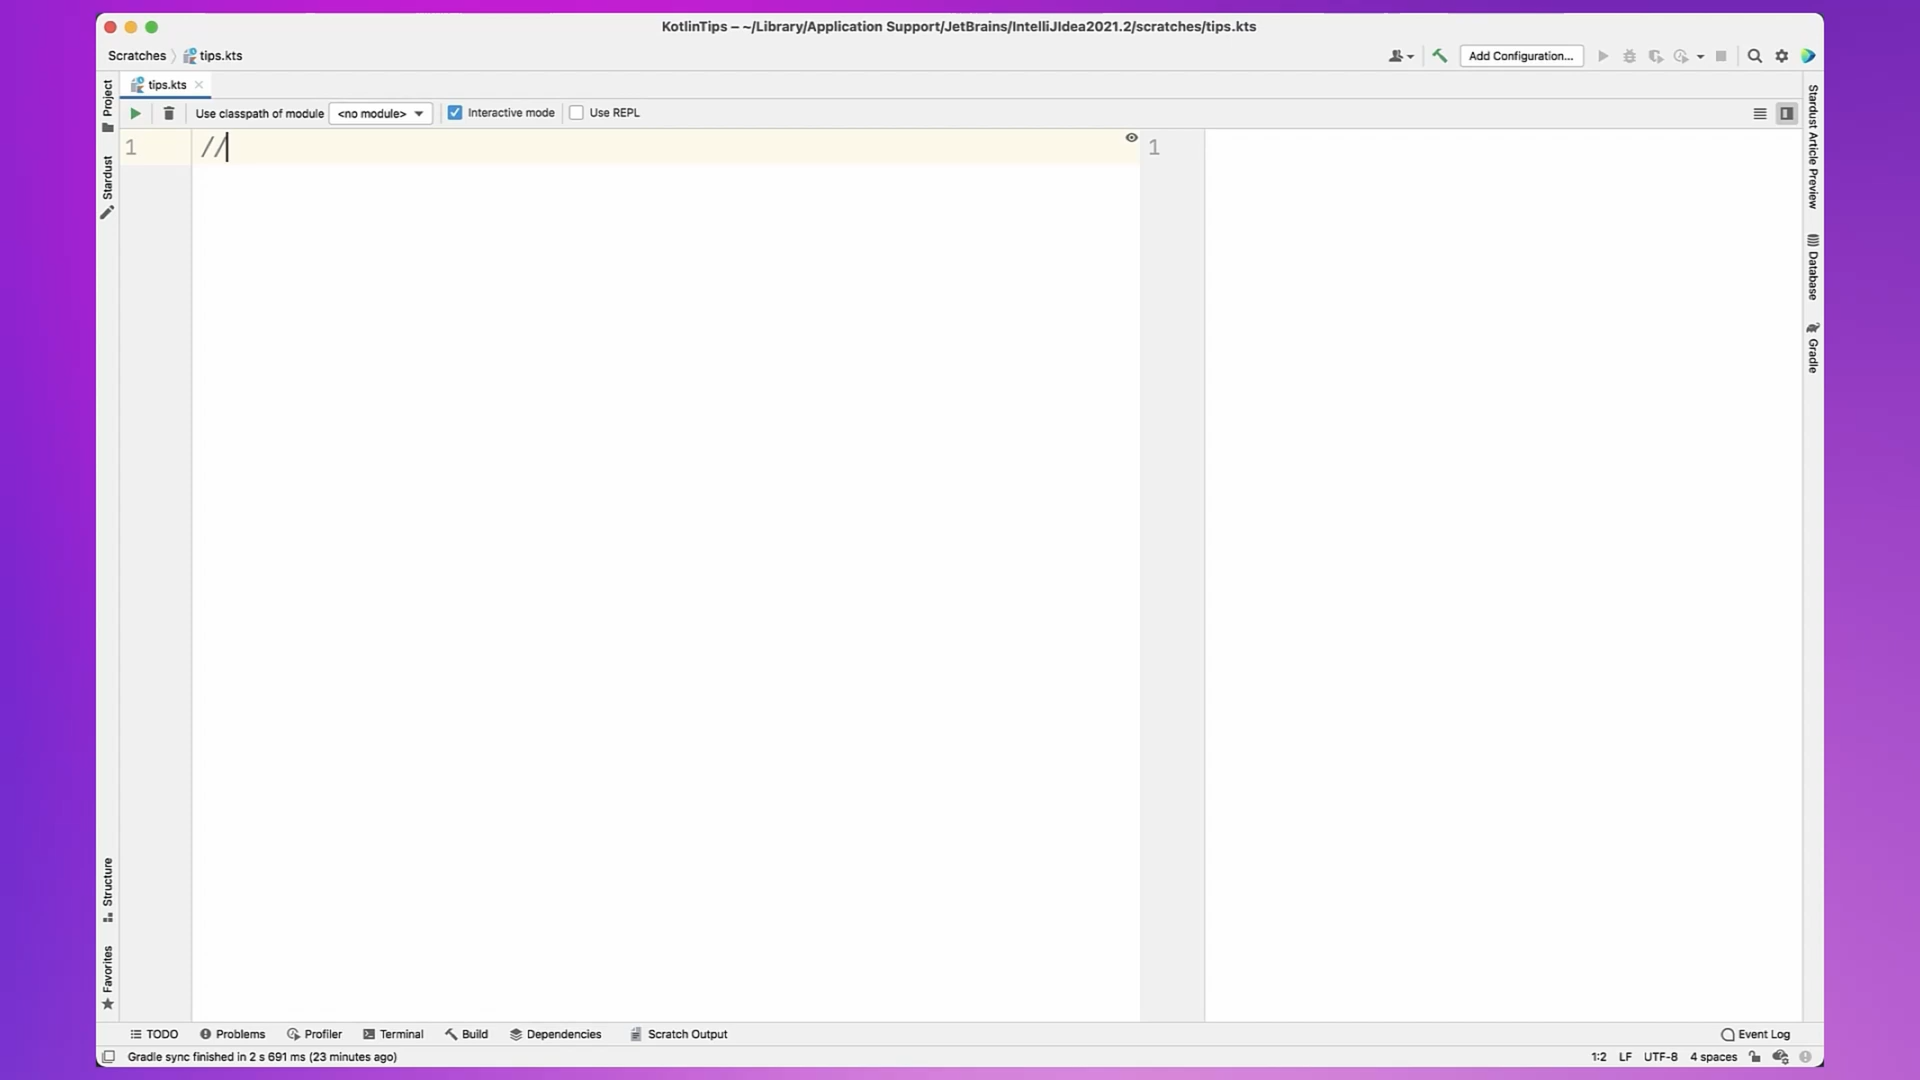 KotlinTips – ~/Library/Application Support/JetBrains/IntelliJIdea2021.2/scratches/tips.kts
Scratches tips.kts
Add Configuration...
tips.kts
Use classpath of module <no module> Interactive mode Use REPL
1 //
1
Project
Stardust
Structure
Favorites
Stardust Article Preview
Database
Gradle
TODO Problems Profiler Terminal Build Dependencies Scratch Output Event Log
Gradle sync finished in 2 s 691 ms (23 minutes ago) 1:2 LF UTF-8 4 spaces